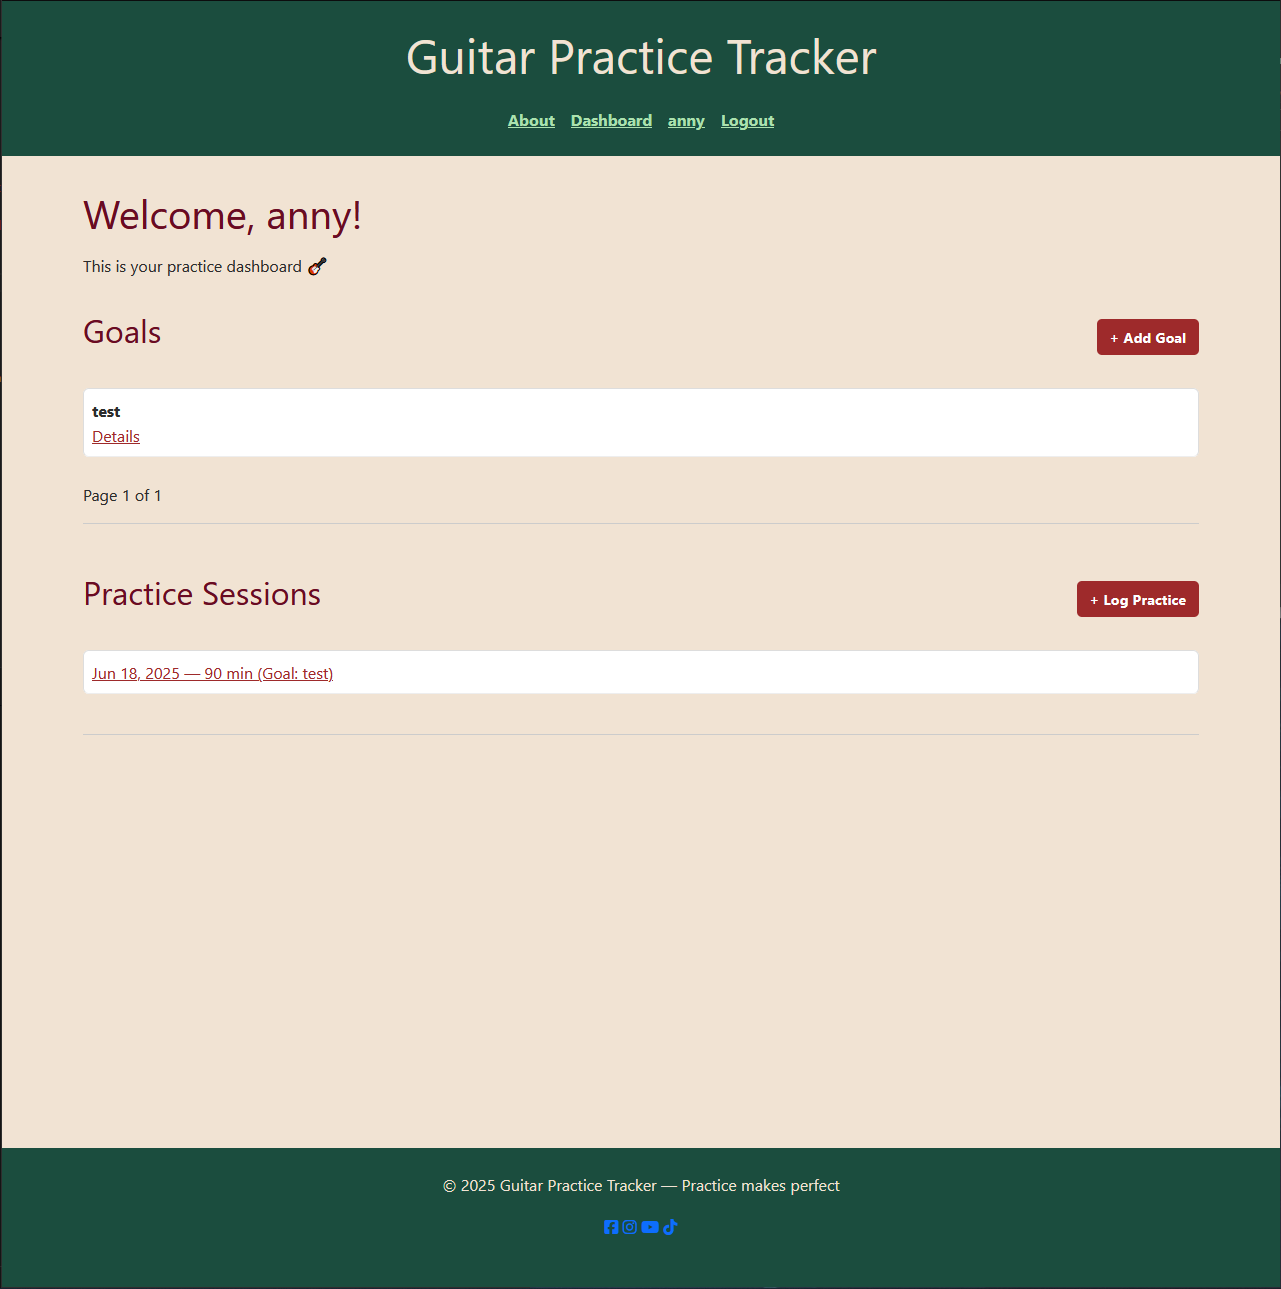 Guitar Practice Tracker
About Dashboard anny Logout
Welcome, anny!
This is your practice dashboard 🎸
Goals
+ Add Goal
test
Details
Page 1 of 1
Practice Sessions
+ Log Practice
Jun 18, 2025 — 90 min (Goal: test)
© 2025 Guitar Practice Tracker — Practice makes perfect